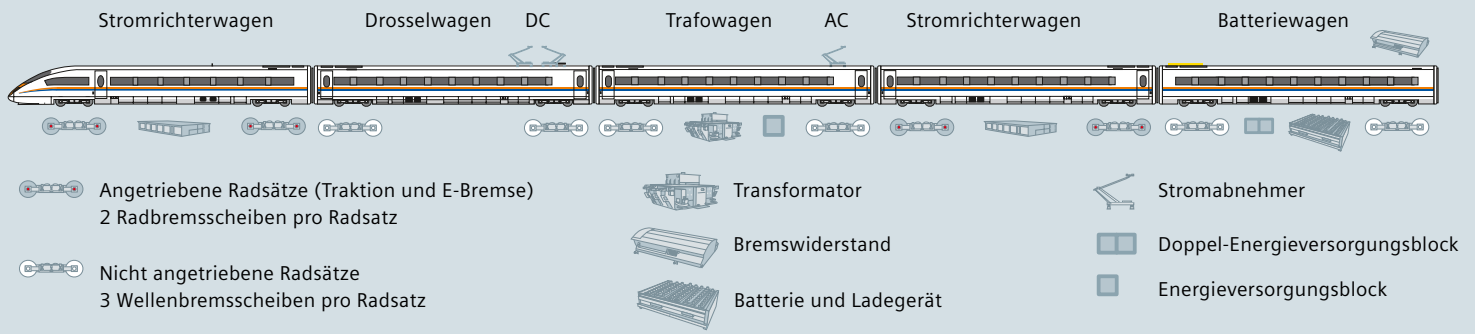 Stromrichterwagen
Drosselwagen
DC
Trafowagen
AC
Stromrichterwagen
Batteriewagen
Angetriebene Radsätze (Traktion und E-Bremse)
2 Radbremsscheiben pro Radsatz
Nicht angetriebene Radsätze
3 Wellenbremsscheiben pro Radsatz
Transformator
Bremswiderstand
Batterie und Ladegerät
Stromabnehmer
Doppel-Energieversorgungsblock
Energieversorgungsblock